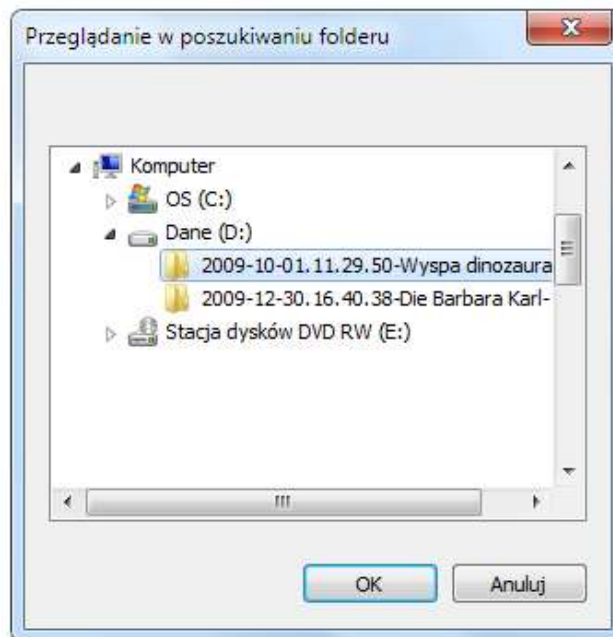 Przeglądanie w poszukiwaniu folderu
Komputer
OS (C:)
Dane (D:)
2009-10-01.11.29.50-Wyspa dinozaura
2009-12-30.16.40.38-Die Barbara Karl-
Stacja dysków DVD RW (E:)
OK Anuluj